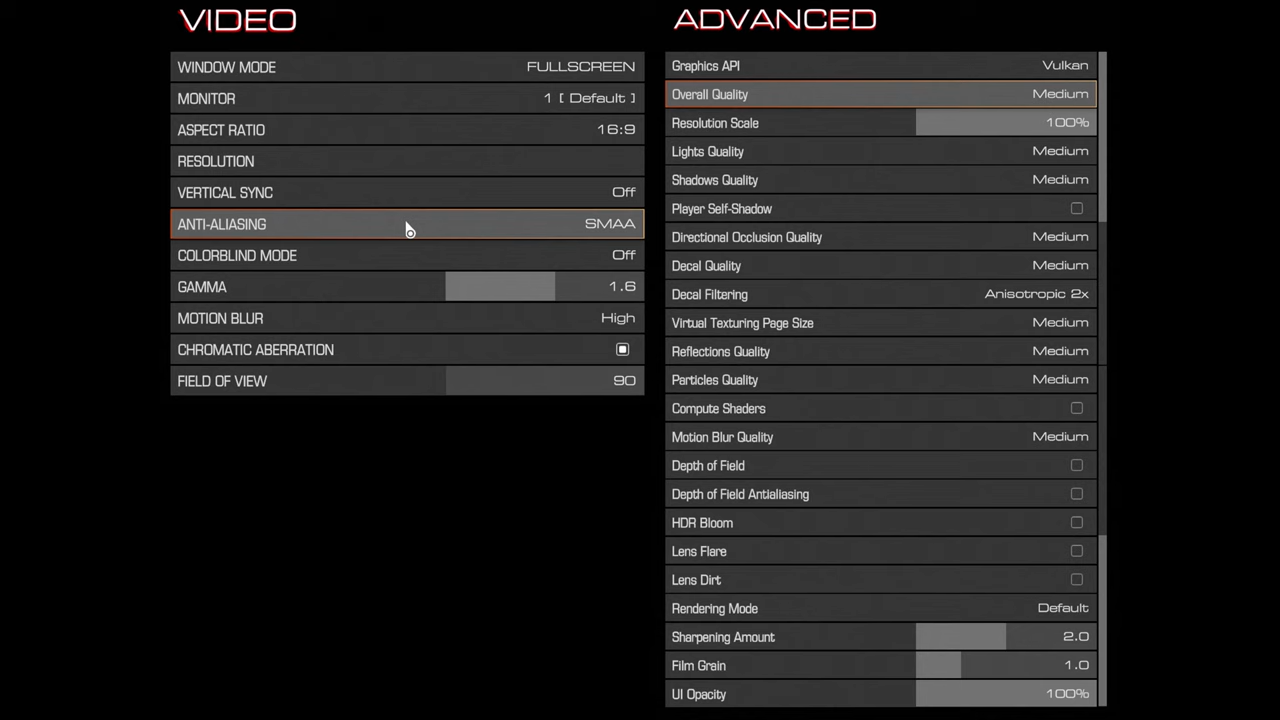 VIDEO
WINDOW MODE FULLSCREEN
MONITOR 1 [ Default ]
ASPECT RATIO 16:9
RESOLUTION
VERTICAL SYNC Off
ANTI-ALIASING SMAA
COLORBLIND MODE Off
GAMMA 1.6
MOTION BLUR High
CHROMATIC ABERRATION
FIELD OF VIEW 90
ADVANCED
Graphics API Vulkan
Overall Quality Medium
Resolution Scale 100%
Lights Quality Medium
Shadows Quality Medium
Player Self-Shadow
Directional Occlusion Quality Medium
Decal Quality Medium
Decal Filtering Anisotropic 2x
Virtual Texturing Page Size Medium
Reflections Quality Medium
Particles Quality Medium
Compute Shaders
Motion Blur Quality Medium
Depth of Field
Depth of Field Antialiasing
HDR Bloom
Lens Flare
Lens Dirt
Rendering Mode Default
Sharpening Amount 2.0
Film Grain 1.0
UI Opacity 100%